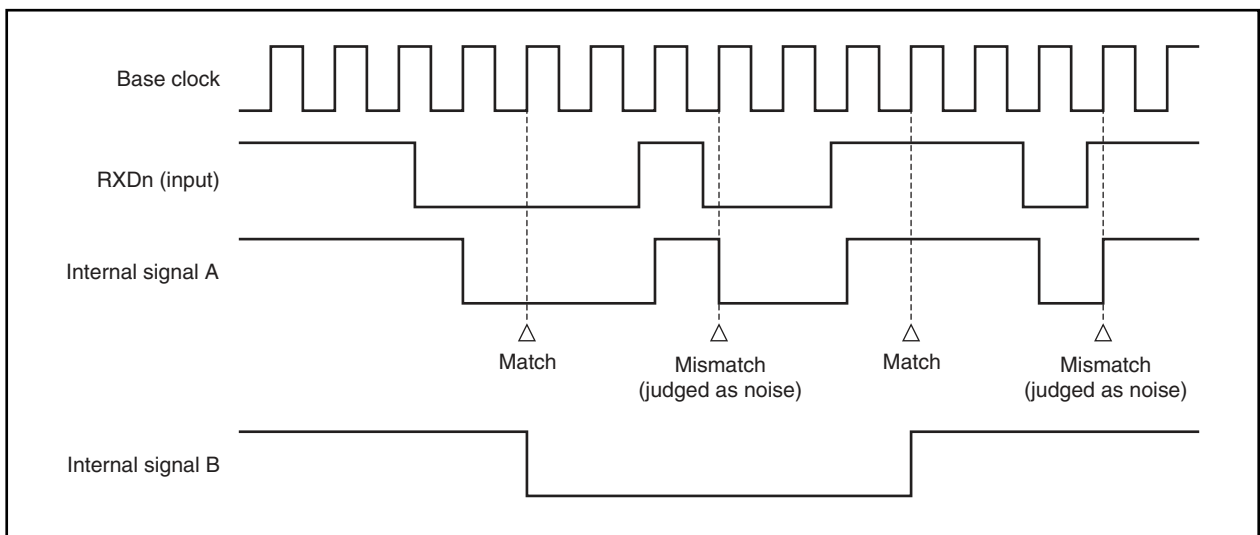 Base clock
RXDn (input)
Internal signal A
Match
Mismatch
(judged as noise)
Match
Mismatch
(judged as noise)
Internal signal B